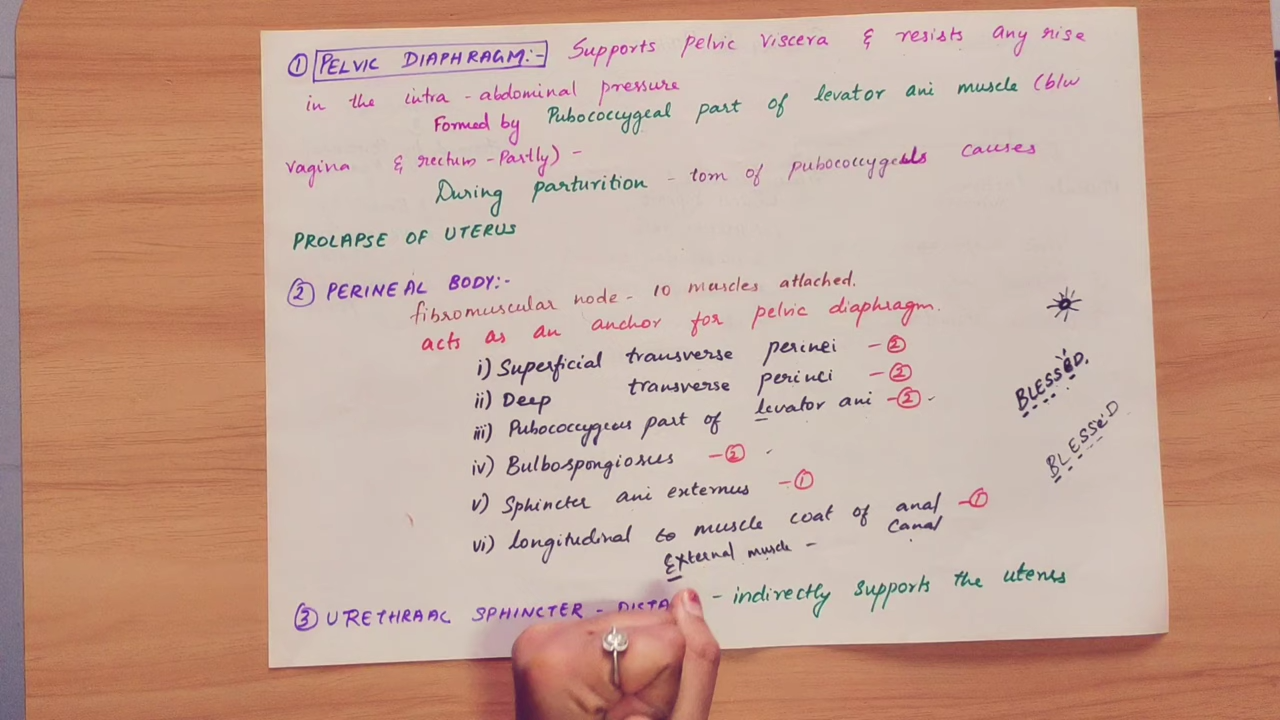 ① PELVIC DIAPHRAGM:- Supports pelvic viscera & resists any rise
in the intra - abdominal pressure
Formed by Pubococcygeal part of levator ani muscle (b/w
vagina & rectum - Partly) -
During parturition - torn of pubococcygeals causes
PROLAPSE OF UTERUS
② PERINEAL BODY:-
fibromuscular node - 10 muscles attached.
acts as an anchor for pelvic diaphragm.
i) Superficial transverse perinei - ②
ii) Deep transverse perinei - ②
iii) Pubococcygeus part of levator ani - ②
iv) Bulbospongiosus - ②
v) Sphincter ani externus - ①
vi) longitudinal to muscle coat of anal canal - ①
External muscle -
③ URETHRAAL SPHINCTER - - indirectly supports the uterus
BLESSED.
BLESSeD